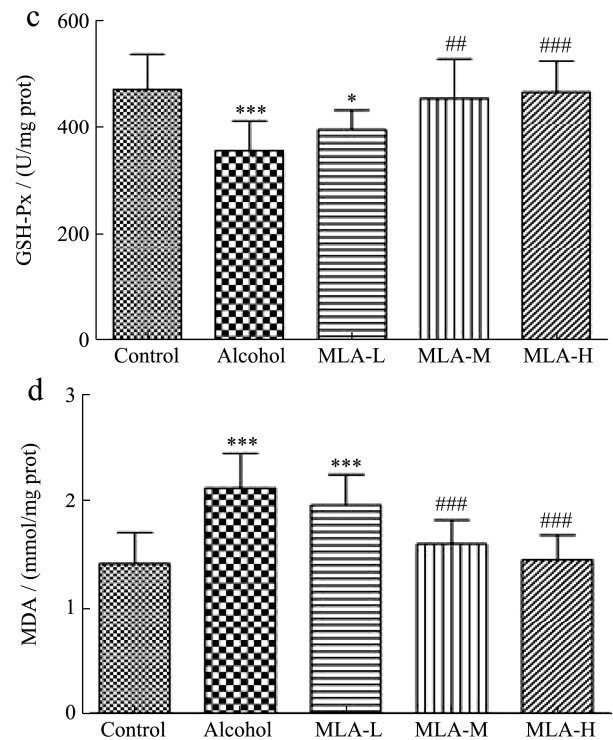 c
600
400
200
0
GSH-Px / (U/mg prot)
***
*
##
###
Control Alcohol MLA-L MLA-M MLA-H
d
3
2
1
0
MDA / (mmol/mg prot)
***
***
###
###
Control Alcohol MLA-L MLA-M MLA-H